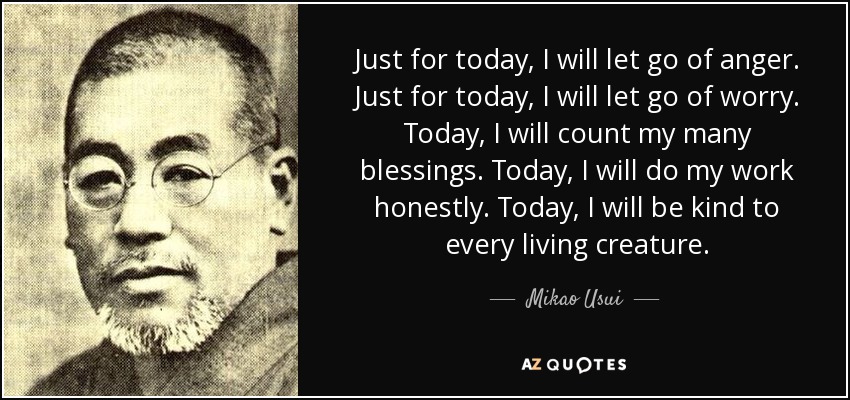 Just for today, I will let go of anger.
Just for today, I will let go of worry.
Today, I will count my many
blessings. Today, I will do my work
honestly. Today, I will be kind to
every living creature.
Mikao Usui
AZ QUOTES